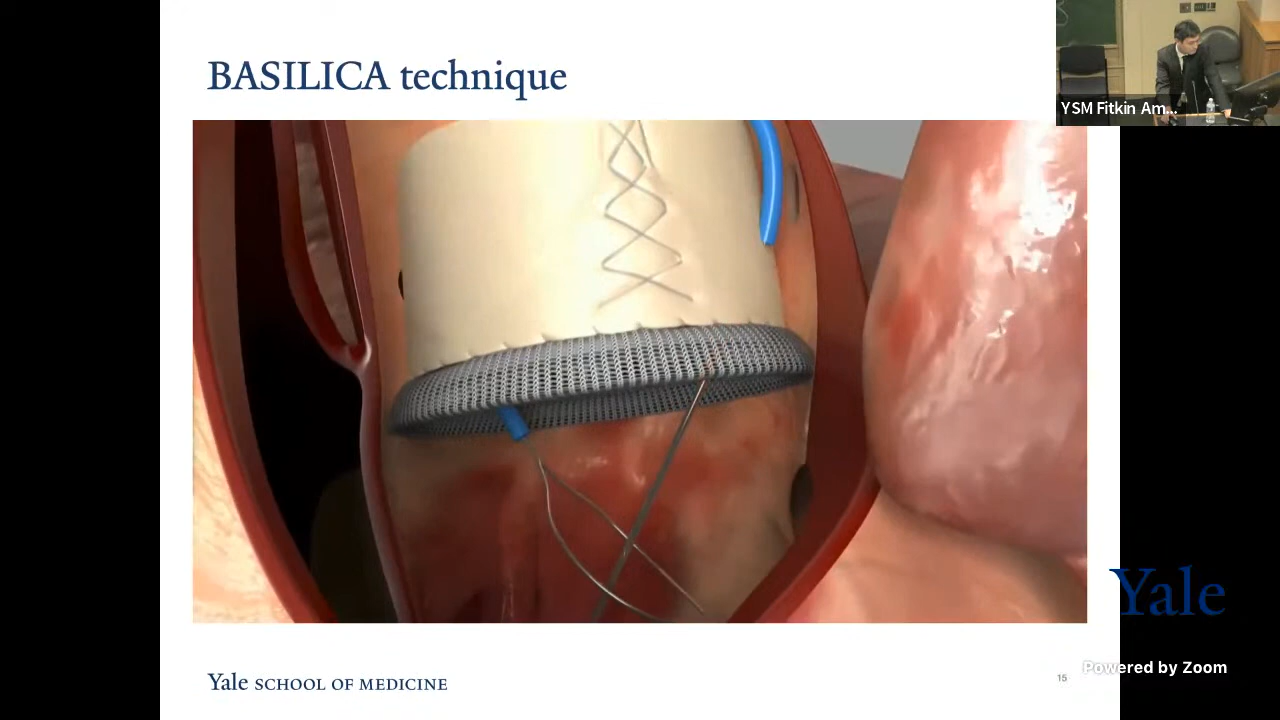 BASILICA technique
YSM Fitkin Am...
Yale
Powered by Zoom
Yale SCHOOL OF MEDICINE
15